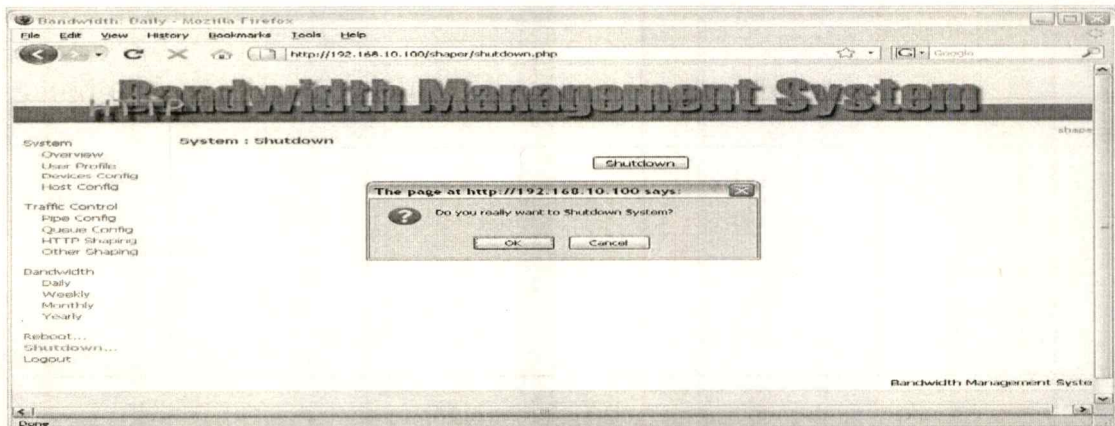 Bandwidth: Daily - Mozilla Firefox
File Edit View History Bookmarks Tools Help
http://192.168.10.100/shaper/shutdown.php
G Google
HTTP
Bandwidth Management System
shape
System
Overview
User Profile
Devices Config
Host Config
Traffic Control
Pipe Config
Queue Config
HTTP Shaping
Other Shaping
Bandwidth
Daily
Weekly
Monthly
Yearly
Reboot...
Shutdown...
Logout
System : Shutdown
Shutdown
The page at http://192.168.10.100 says:
Do you really want to Shutdown System?
OK Cancel
Bandwidth Management Syste
Done